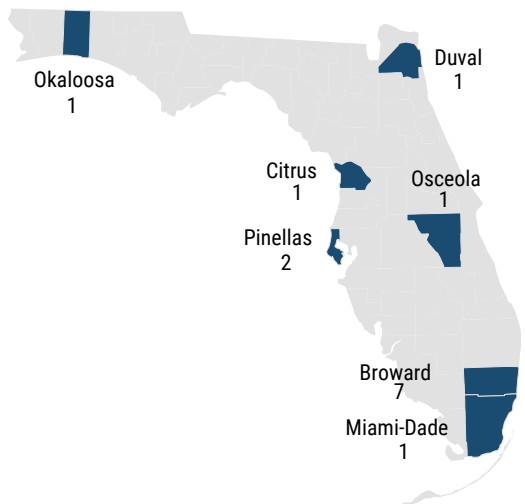 Duval
1
Okaloosa
1
Citrus
1
Osceola
1
Pinellas
2
Broward
7
Miami-Dade
1